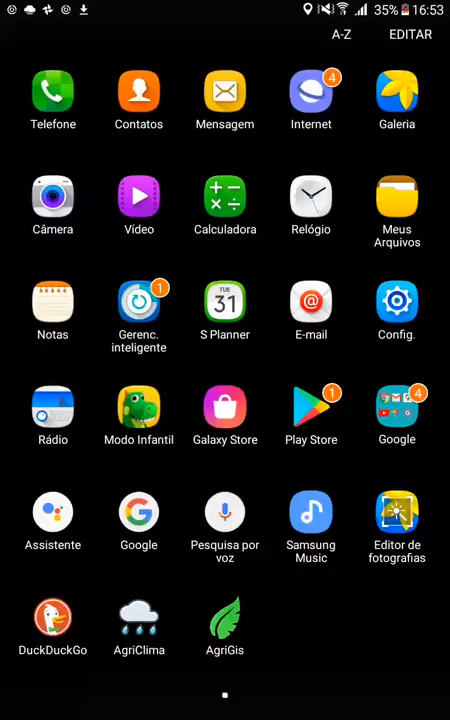 35% 16:53
A-Z EDITAR
4
Telefone Contatos Mensagem Internet Galeria
Câmera Vídeo Calculadora Relógio Meus
Arquivos
1
TUE
31
Notas Gerenc. S Planner E-mail Config.
inteligente
1 4
Rádio Modo Infantil Galaxy Store Play Store Google
Assistente Google Pesquisa por Samsung Editor de
voz Music fotografias
DuckDuckGo AgriClima AgriGis